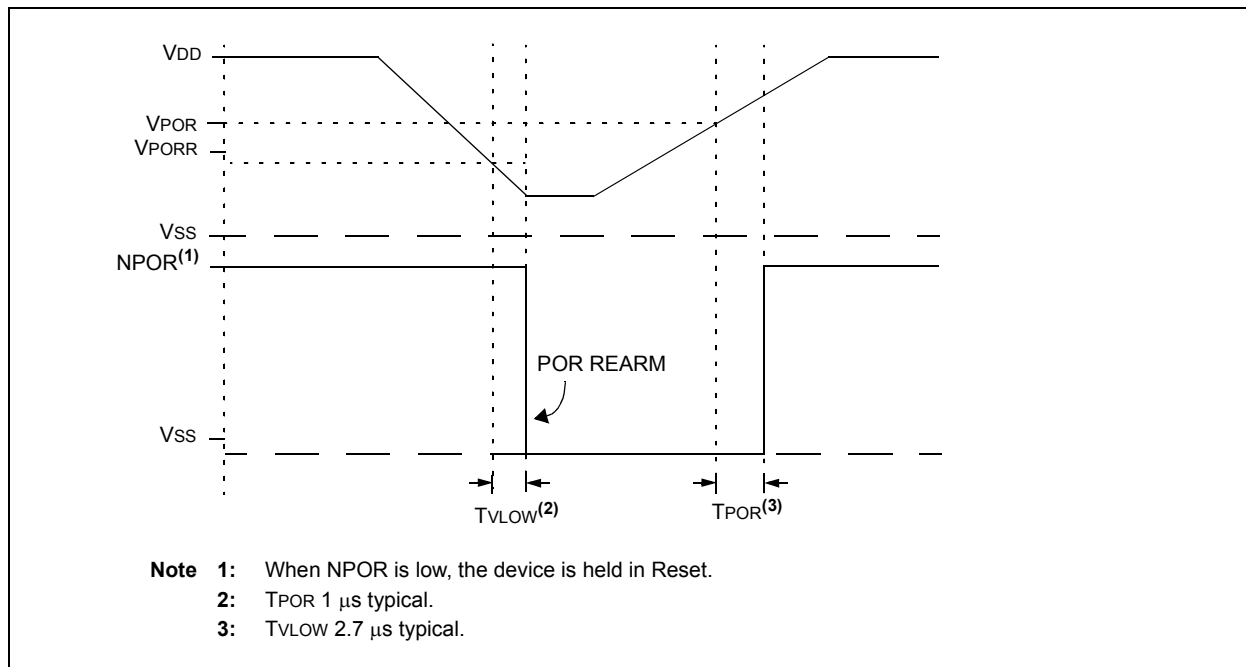 VDD
VPOR
VPORR
VSS
NPOR(1)
POR REARM
VSS
TVLOW(2)
TPOR(3)
Note 1: When NPOR is low, the device is held in Reset.
2: TPOR 1 μs typical.
3: TVLOW 2.7 μs typical.